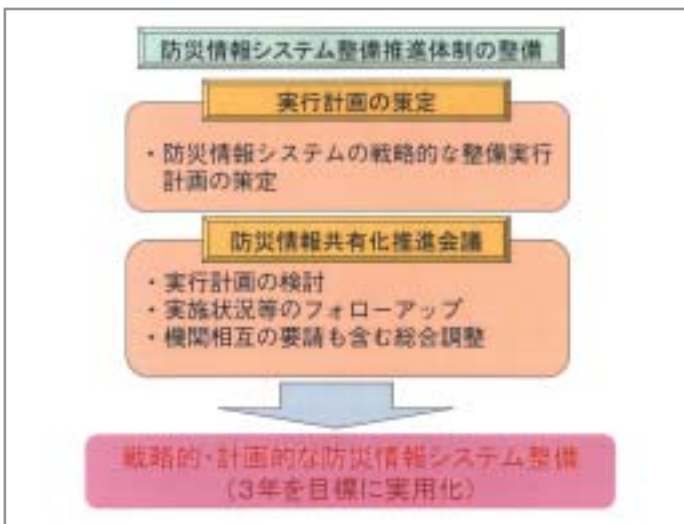 防災情報システム整備推進体制の整備
実行計画の策定
・防災情報システムの戦略的な整備実行
計画の策定
防災情報共有化推進会議
・実行計画の検討
・実施状況等のフォローアップ
・機関相互の要請も含む総合調整
戦略的・計画的な防災情報システム整備
(3年を目標に実用化)